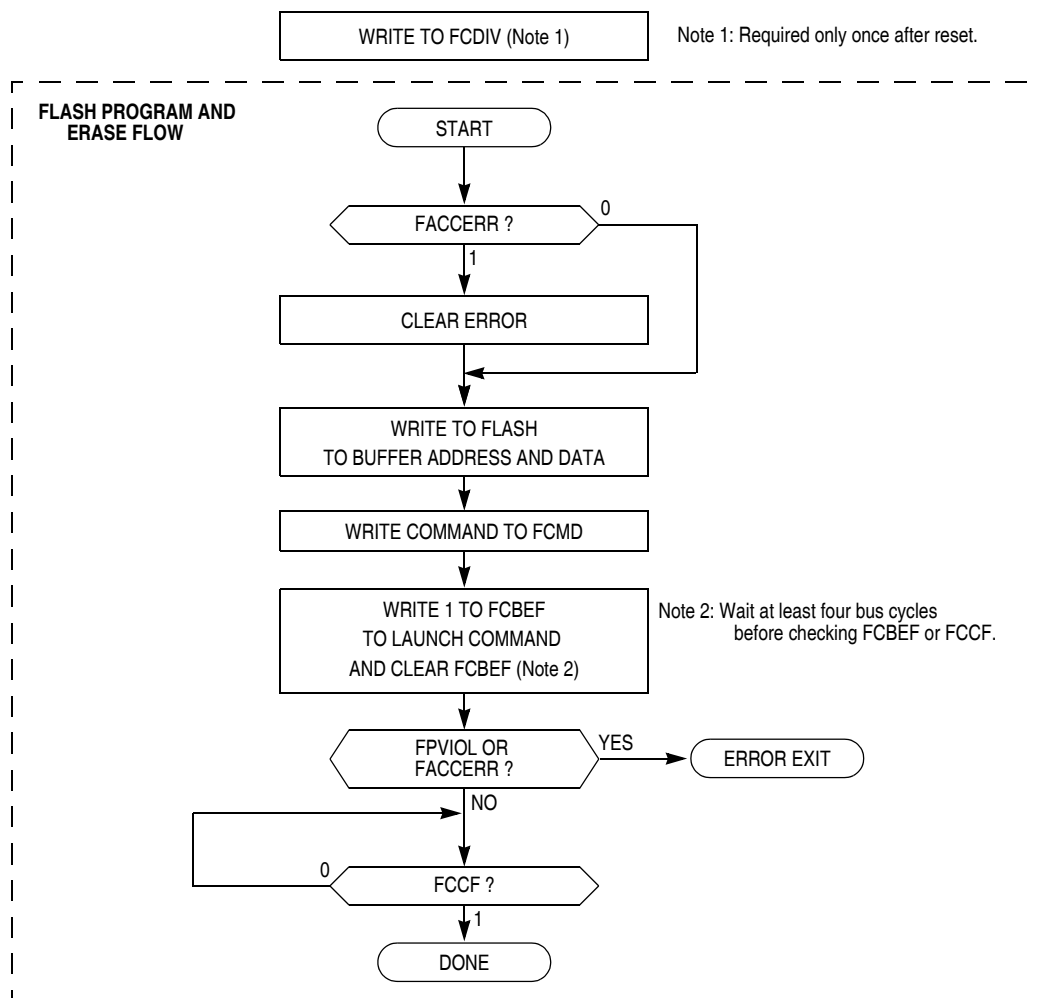 WRITE TO FCDIV (Note 1)
Note 1: Required only once after reset.
FLASH PROGRAM AND
ERASE FLOW
START
FACCERR ?
0
1
CLEAR ERROR
WRITE TO FLASH
TO BUFFER ADDRESS AND DATA
WRITE COMMAND TO FCMD
WRITE 1 TO FCBEF
TO LAUNCH COMMAND
AND CLEAR FCBEF (Note 2)
Note 2: Wait at least four bus cycles
before checking FCBEF or FCCF.
FPVIOL OR
FACCERR ?
YES
ERROR EXIT
NO
0
FCCF ?
1
DONE